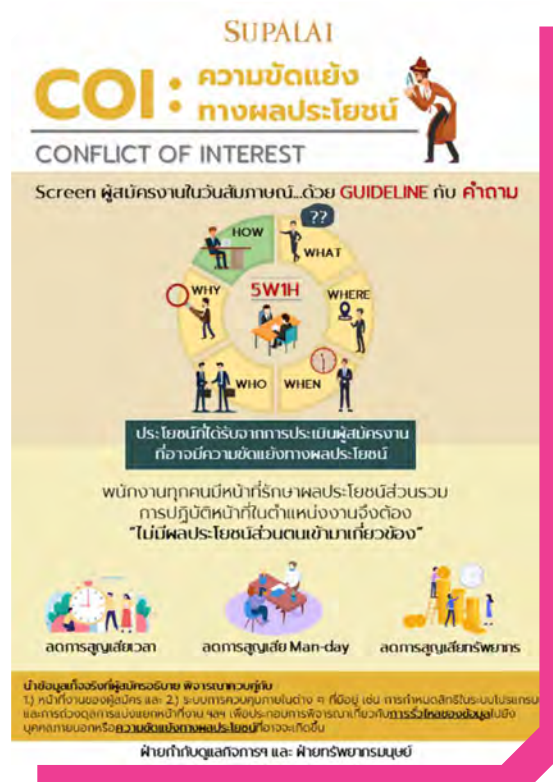 SUPALAI
COI : ความขัดแย้ง
ทางผลประโยชน์
CONFLICT OF INTEREST
Screen ผู้สมัครงานในวันสัมภาษณ์...ด้วย GUIDELINE กับ คำถาม
??
HOW
WHAT
WHY
5W1H
WHERE
WHO
WHEN
ประโยชน์ที่ได้รับจากการประเมินผู้สมัครงาน
ที่อาจมีความขัดแย้งทางผลประโยชน์
พนักงานทุกคนมีหน้าที่รักษาผลประโยชน์ส่วนรวม
การปฏิบัติหน้าที่ในตำแหน่งงานจึงต้อง
"ไม่มีผลประโยชน์ส่วนตนเข้ามาเกี่ยวข้อง"
ลดการสูญเสียเวลา
ลดการสูญเสีย Man-day
ลดการสูญเสียทรัพยากร
นำข้อมูลเท็จจริงที่ผู้สมัครอธิบาย พิจารณาควบคู่กับ
1.) หน้าที่งานของผู้สมัคร และ 2.) ระบบการควบคุมภายในต่าง ๆ ที่มีอยู่ เช่น การกำหนดสิทธิในระบบโปรแกรม
และการถ่วงดุลการแบ่งแยกหน้าที่งาน ฯลฯ เพื่อประกอบการพิจารณาเกี่ยวกับการรั่วไหลของข้อมูลไปยัง
บุคคลภายนอกหรือความขัดแย้งทางผลประโยชน์ที่อาจจะเกิดขึ้น
ฝ่ายกำกับดูแลกิจการฯ และ ฝ่ายทรัพยากรมนุษย์